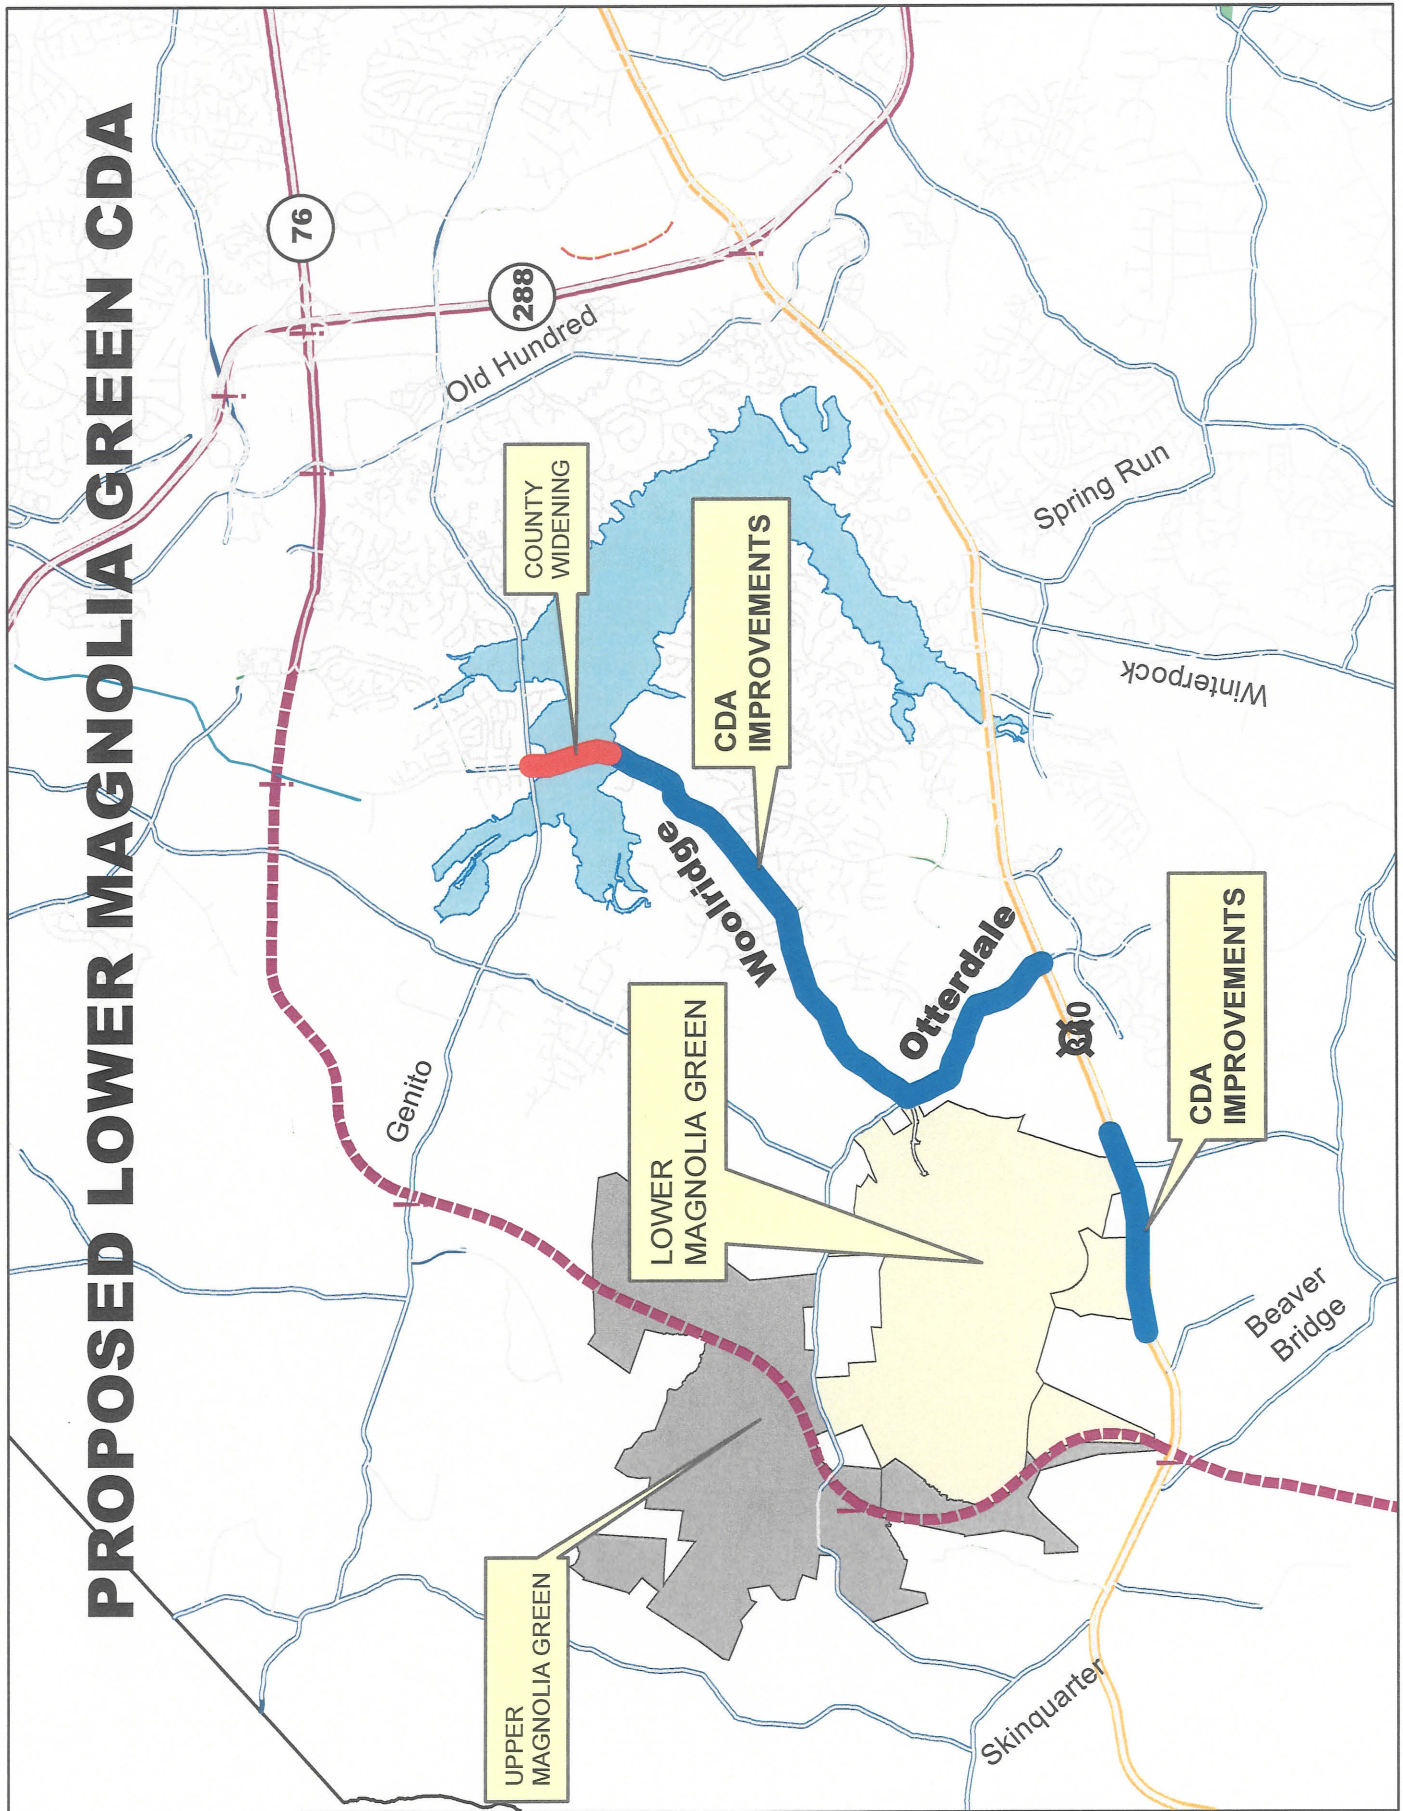 PROPOSED LOWER MAGNOLIA GREEN CDA
76
288
Old Hundred
COUNTY
WIDENING
CDA
IMPROVEMENTS
Genito
Woolridge
LOWER
MAGNOLIA GREEN
Otterdale
Spring Run
Winterpock
UPPER
MAGNOLIA GREEN
CDA
IMPROVEMENTS
Beaver
Bridge
Skinquarter